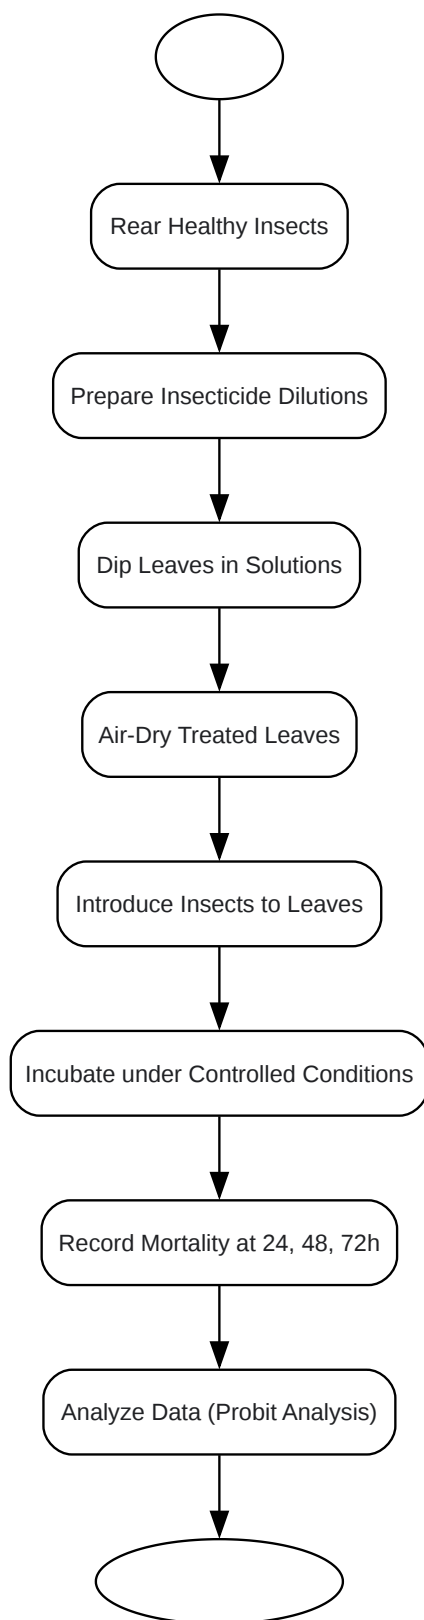 Rear Healthy Insects
Prepare Insecticide Dilutions
Dip Leaves in Solutions
Air-Dry Treated Leaves
Introduce Insects to Leaves
Incubate under Controlled Conditions
Record Mortality at 24, 48, 72h
Analyze Data (Probit Analysis)